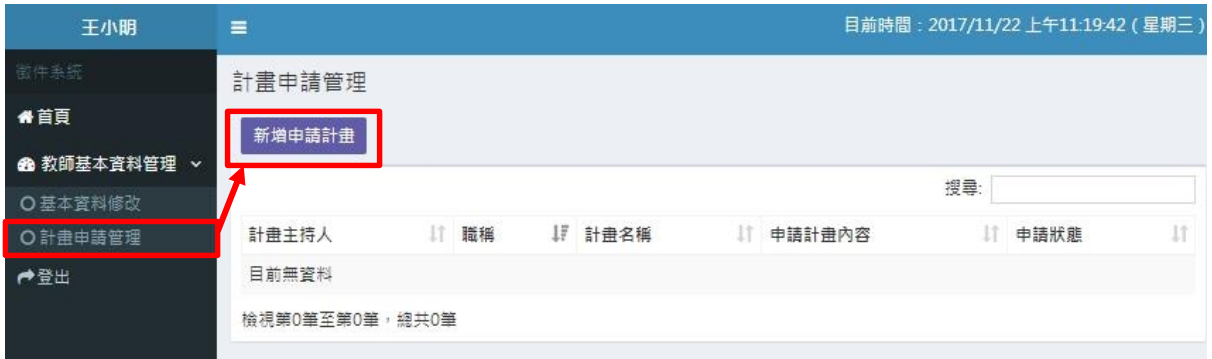 王小明
目前時間：2017/11/22 上午11:19:42 ( 星期三 )
徵件系統
首頁
教師基本資料管理
基本資料修改
計畫申請管理
登出
計畫申請管理
新增申請計畫
搜尋:
計畫主持人 職稱 計畫名稱 申請計畫內容 申請狀態
目前無資料
檢視第0筆至第0筆，總共0筆